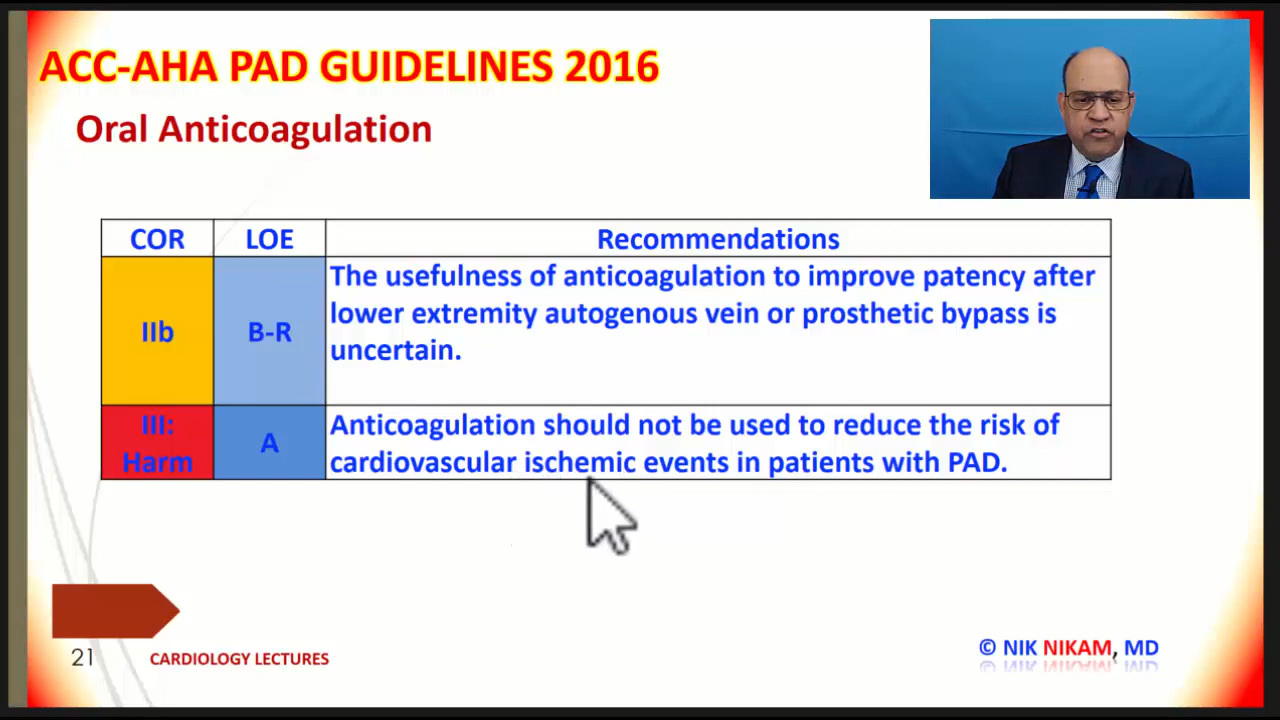 ACC-AHA PAD GUIDELINES 2016
Oral Anticoagulation
COR LOE Recommendations
IIb B-R
The usefulness of anticoagulation to improve patency after
lower extremity autogenous vein or prosthetic bypass is
uncertain.
III:
Harm
A
Anticoagulation should not be used to reduce the risk of
cardiovascular ischemic events in patients with PAD.
21
CARDIOLOGY LECTURES
© NIK NIKAM, MD